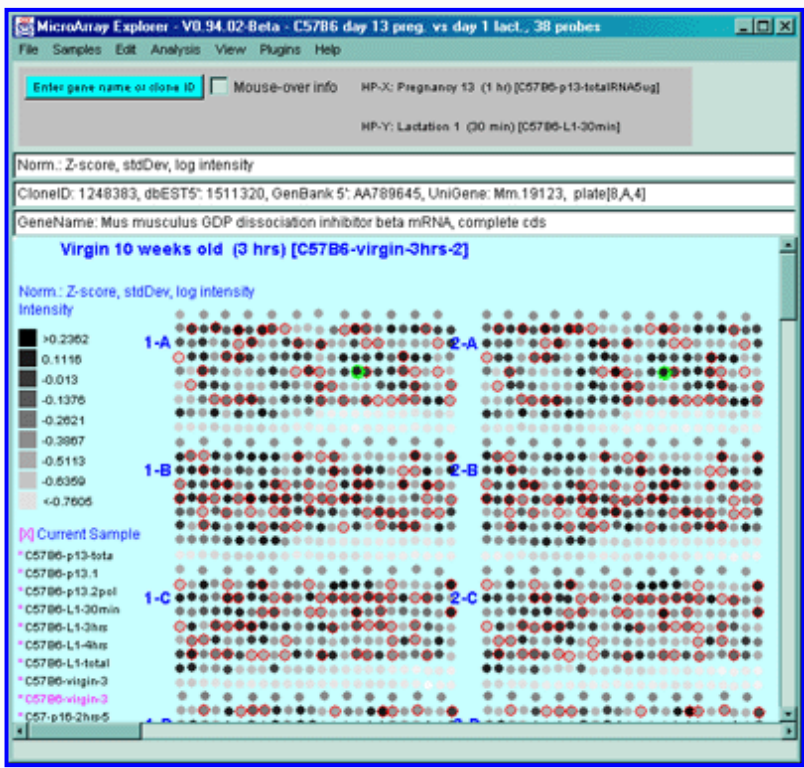 MicroArray Explorer - V0.94.02-Beta - C57B6 day 13 preg. vs day 1 lact., 38 probes
File Samples Edit Analysis View Plugins Help
Enter gene name or clone ID Mouse-over info HP-X: Pregnancy 13 (1 hr) [C57B6-p13-totalRNA5ug]
HP-Y: Lactation 1 (30 min) [C57B6-L1-30min]
Norm.: Z-score, stdDev, log intensity
CloneID: 1248383, dbEST5': 1511320, GenBank 5': AA789645, UniGene: Mm.19123, plate[8,A,4]
GeneName: Mus musculus GDP dissociation inhibitor beta mRNA, complete cds
Virgin 10 weeks old (3 hrs) [C57B6-virgin-3hrs-2]
Norm.: Z-score, stdDev, log intensity
Intensity
>0.2362
0.1116
-0.013
-0.1376
-0.2621
-0.3867
-0.5113
-0.6359
<-0.7605
1-A 2-A
1-B 2-B
1-C 2-C
[X] Current Sample
*C57B6-p13-tota
*C57B6-p13.1
*C57B6-p13.2pol
*C57B6-L1-30min
*C57B6-L1-3hrs
*C57B6-L1-4hrs
*C57B6-L1-total
*C57B6-virgin-3
*C57B6-virgin-3
*C57-p16-2hrs-5
1-D 2-D